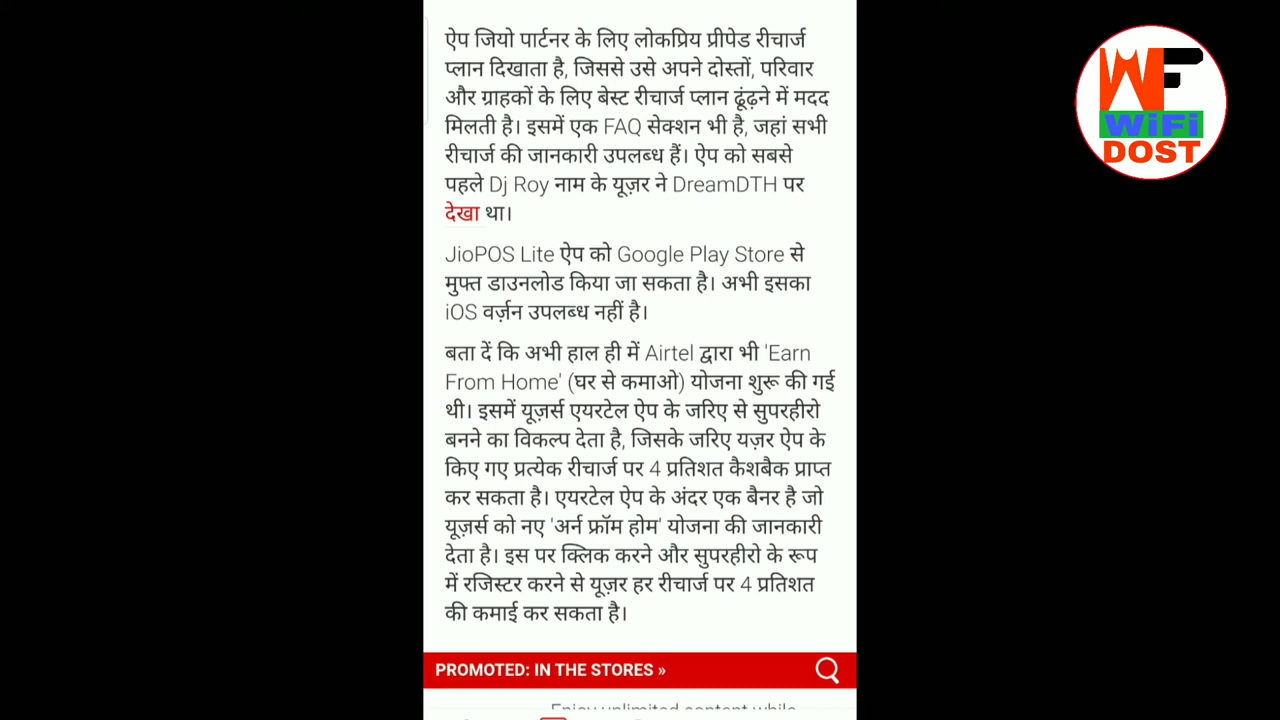 ऐप जियो पार्टनर के लिए लोकप्रिय प्रीपेड रीचार्ज
प्लान दिखाता है, जिससे उसे अपने दोस्तों, परिवार
और ग्राहकों के लिए बेस्ट रीचार्ज प्लान ढूंढ़ने में मदद
मिलती है। इसमें एक FAQ सेक्शन भी है, जहां सभी
रीचार्ज की जानकारी उपलब्ध हैं। ऐप को सबसे
पहले Dj Roy नाम के यूज़र ने DreamDTH पर
देखा था।
JioPOS Lite ऐप को Google Play Store से
मुफ्त डाउनलोड किया जा सकता है। अभी इसका
iOS वर्ज़न उपलब्ध नहीं है।
बता दें कि अभी हाल ही में Airtel द्वारा भी 'Earn
From Home' (घर से कमाओ) योजना शुरू की गई
थी। इसमें यूज़र्स एयरटेल ऐप के जरिए से सुपरहीरो
बनने का विकल्प देता है, जिसके जरिए यज़र ऐप के
किए गए प्रत्येक रीचार्ज पर 4 प्रतिशत कैशबैक प्राप्त
कर सकता है। एयरटेल ऐप के अंदर एक बैनर है जो
यूज़र्स को नए 'अर्न फ्रॉम होम' योजना की जानकारी
देता है। इस पर क्लिक करने और सुपरहीरो के रूप
में रजिस्टर करने से यूज़र हर रीचार्ज पर 4 प्रतिशत
की कमाई कर सकता है।
PROMOTED: IN THE STORES »
Enjoy unlimited content while
WF
WiFi
DOST